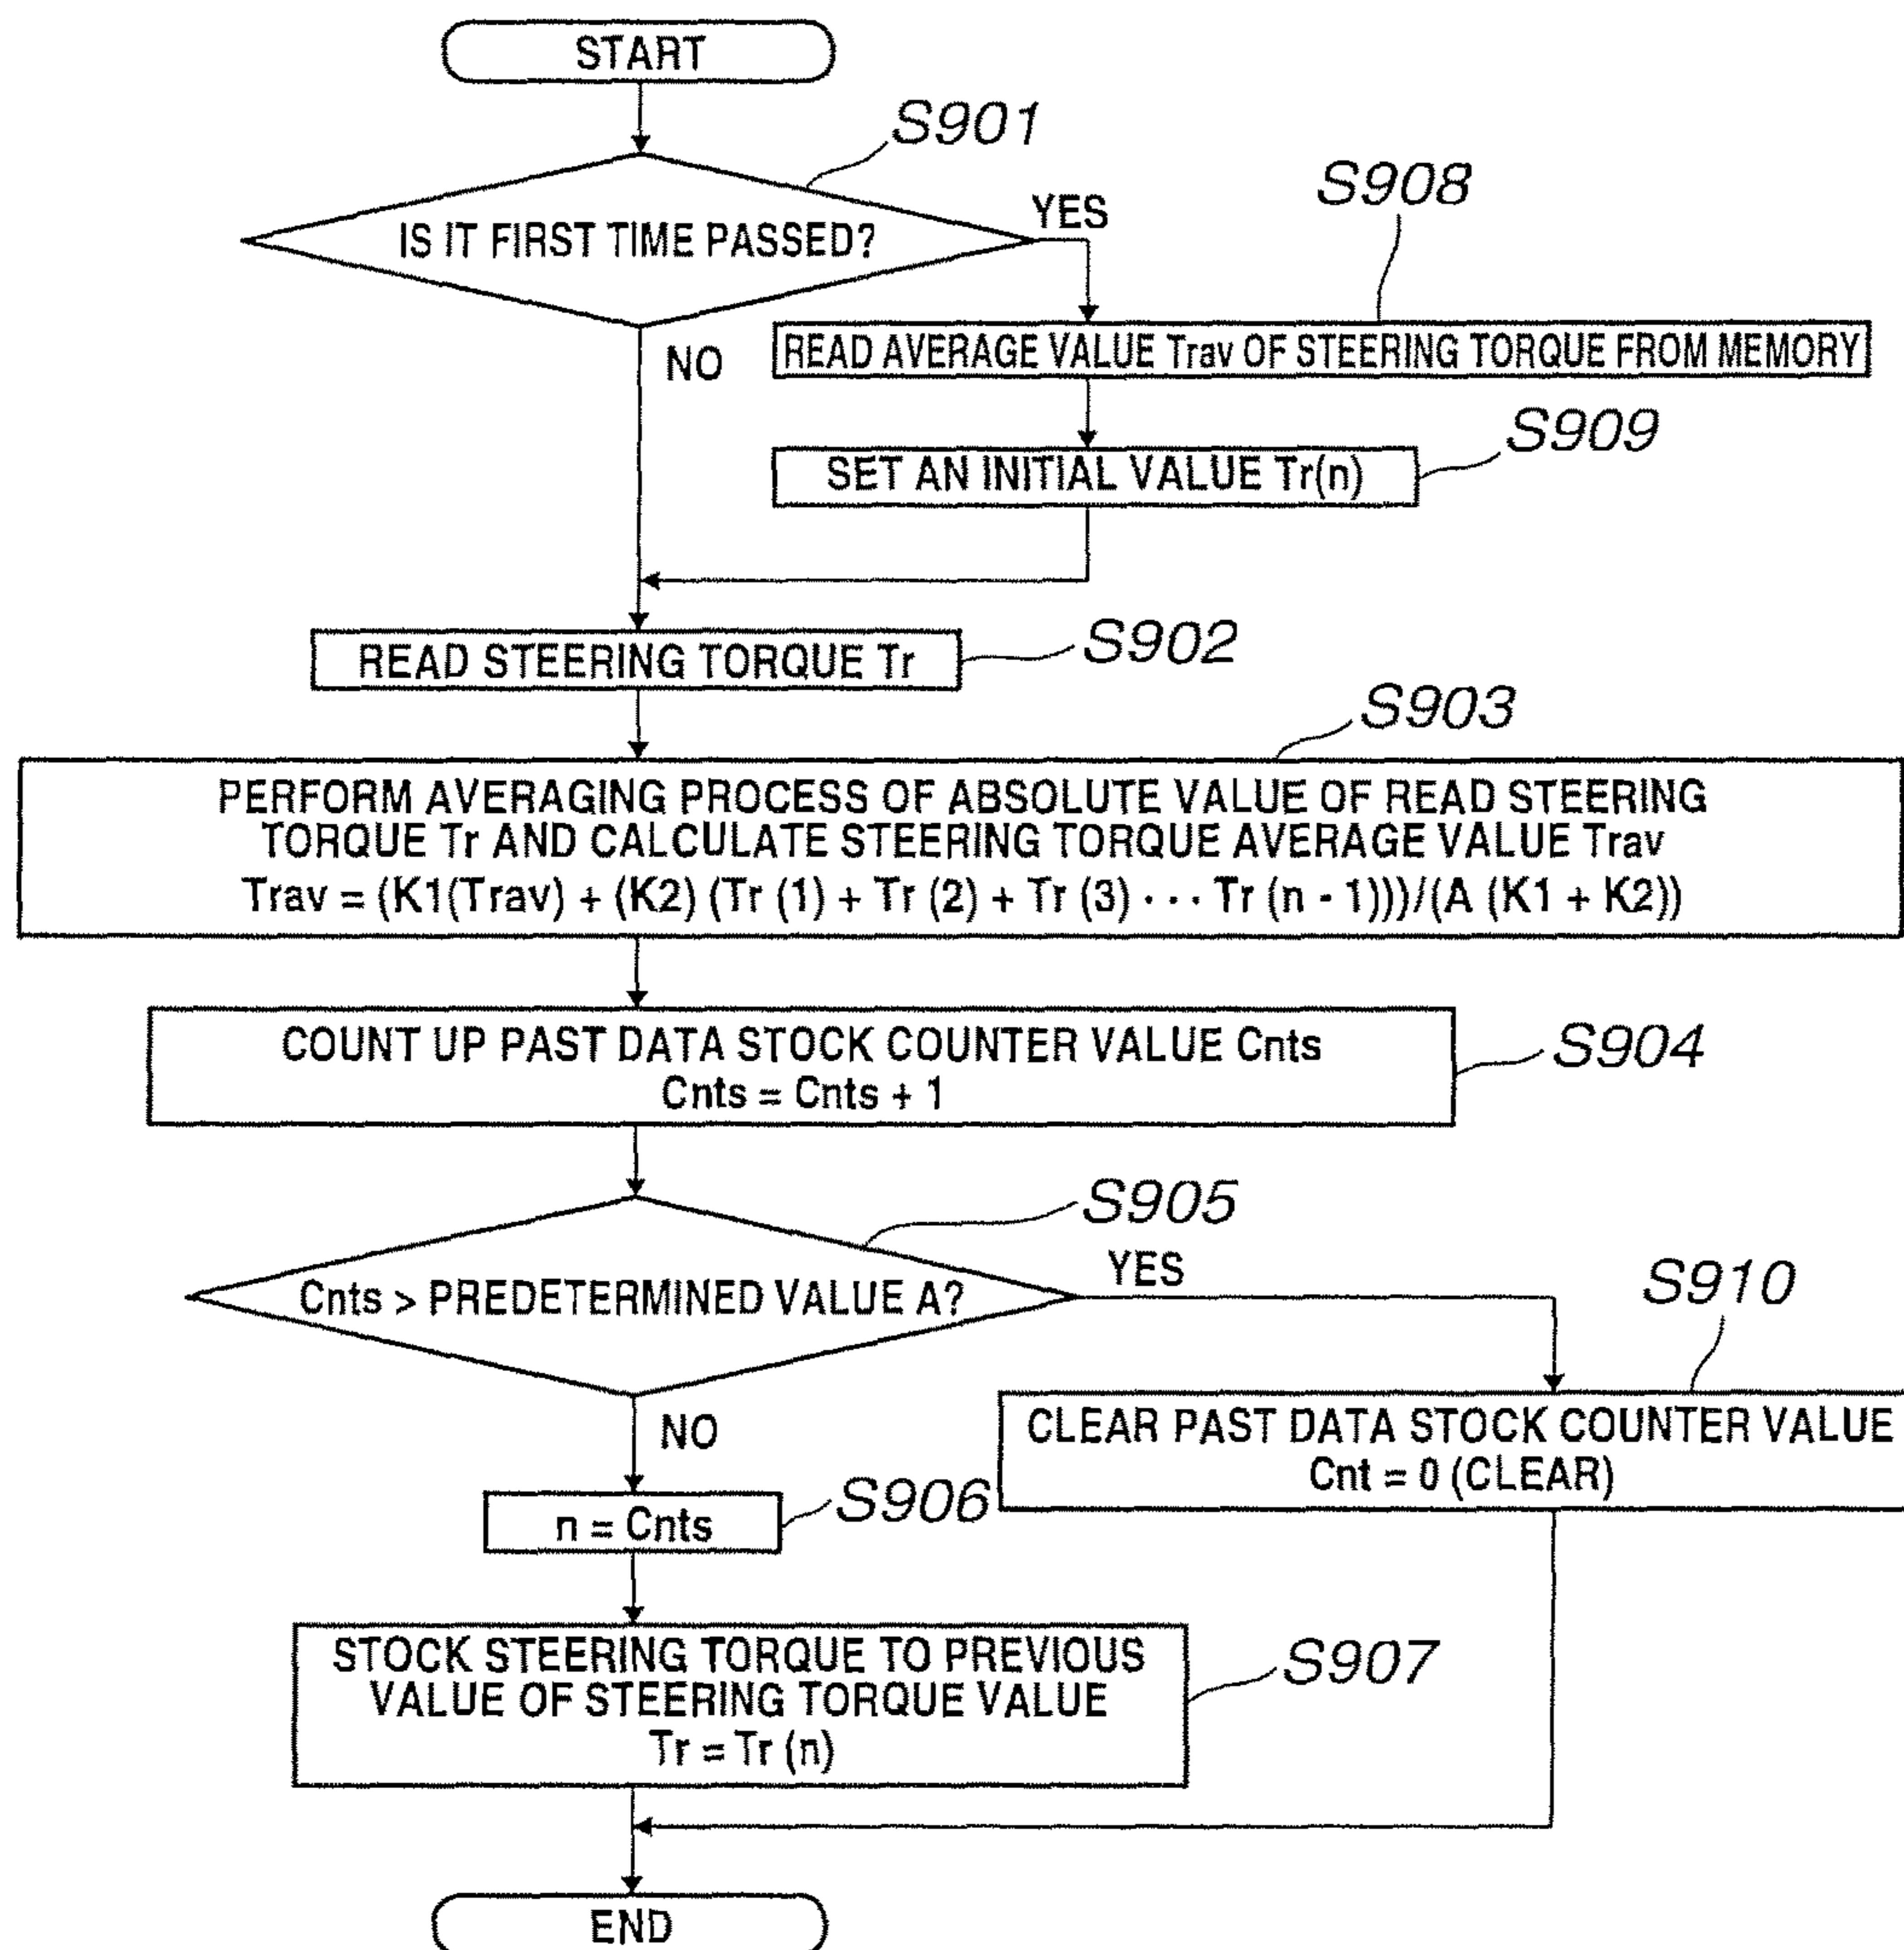 START
S901
IS IT FIRST TIME PASSED?
YES
S908
NO
READ AVERAGE VALUE Trav OF STEERING TORQUE FROM MEMORY
S909
SET AN INITIAL VALUE Tr(n)
READ STEERING TORQUE Tr
S902
S903
PERFORM AVERAGING PROCESS OF ABSOLUTE VALUE OF READ STEERING
TORQUE Tr AND CALCULATE STEERING TORQUE AVERAGE VALUE Trav
Trav = (K1(Trav) + (K2) (Tr (1) + Tr (2) + Tr (3) · · · Tr (n - 1)))/(A (K1 + K2))
COUNT UP PAST DATA STOCK COUNTER VALUE Cnts
Cnts = Cnts + 1
S904
S905
Cnts > PREDETERMINED VALUE A?
YES
S910
NO
CLEAR PAST DATA STOCK COUNTER VALUE
Cnt = 0 (CLEAR)
n = Cnts
S906
STOCK STEERING TORQUE TO PREVIOUS
VALUE OF STEERING TORQUE VALUE
Tr = Tr (n)
S907
END